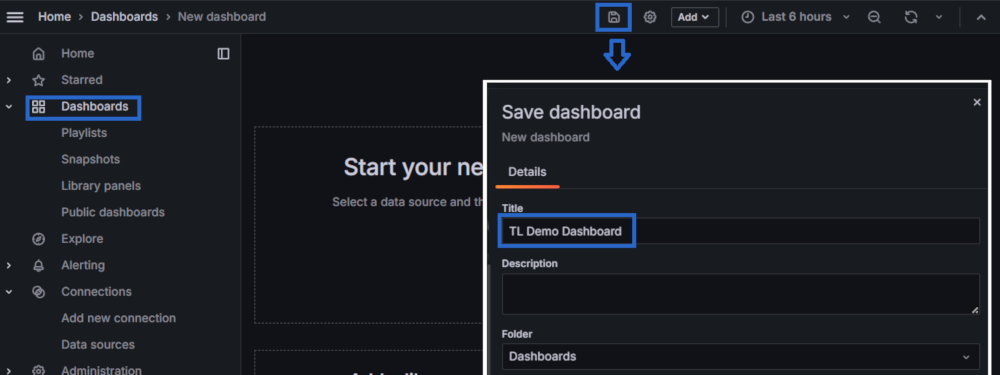 Home > Dashboards > New dashboard
Add
Last 6 hours
Home
Starred
Dashboards
Playlists
Snapshots
Library panels
Public dashboards
Explore
Alerting
Connections
Add new connection
Data sources
Administration
Start your ne
Select a data source and th
Save dashboard
New dashboard
Details
Title
TL Demo Dashboard
Description
Folder
Dashboards